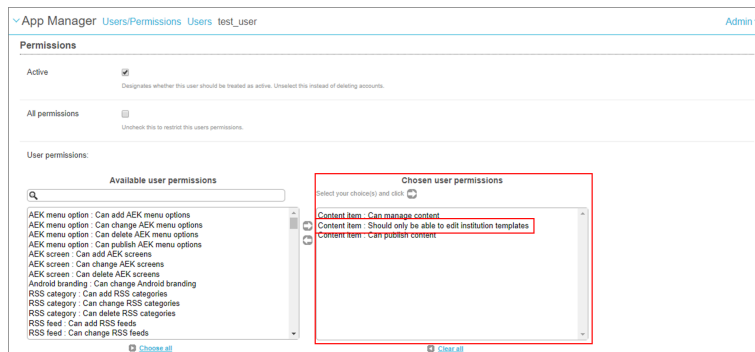 App Manager Users/Permissions Users test_user Admin
Permissions
Active
Designates whether this user should be treated as active. Unselect this instead of deleting accounts.
All permissions
Uncheck this to restrict this users permissions.
User permissions:
Available user permissions
AEK menu option : Can add AEK menu options
AEK menu option : Can change AEK menu options
AEK menu option : Can delete AEK menu options
AEK menu option : Can publish AEK menu options
AEK screen : Can add AEK screens
AEK screen : Can change AEK screens
AEK screen : Can delete AEK screens
Android branding : Can change Android branding
RSS category : Can add RSS categories
RSS category : Can change RSS categories
RSS category : Can delete RSS categories
RSS feed : Can add RSS feeds
RSS feed : Can change RSS feeds
Choose all
Chosen user permissions
Select your choice(s) and click
Content item : Can manage content
Content item : Should only be able to edit institution templates
Content item : Can publish content
Clear all